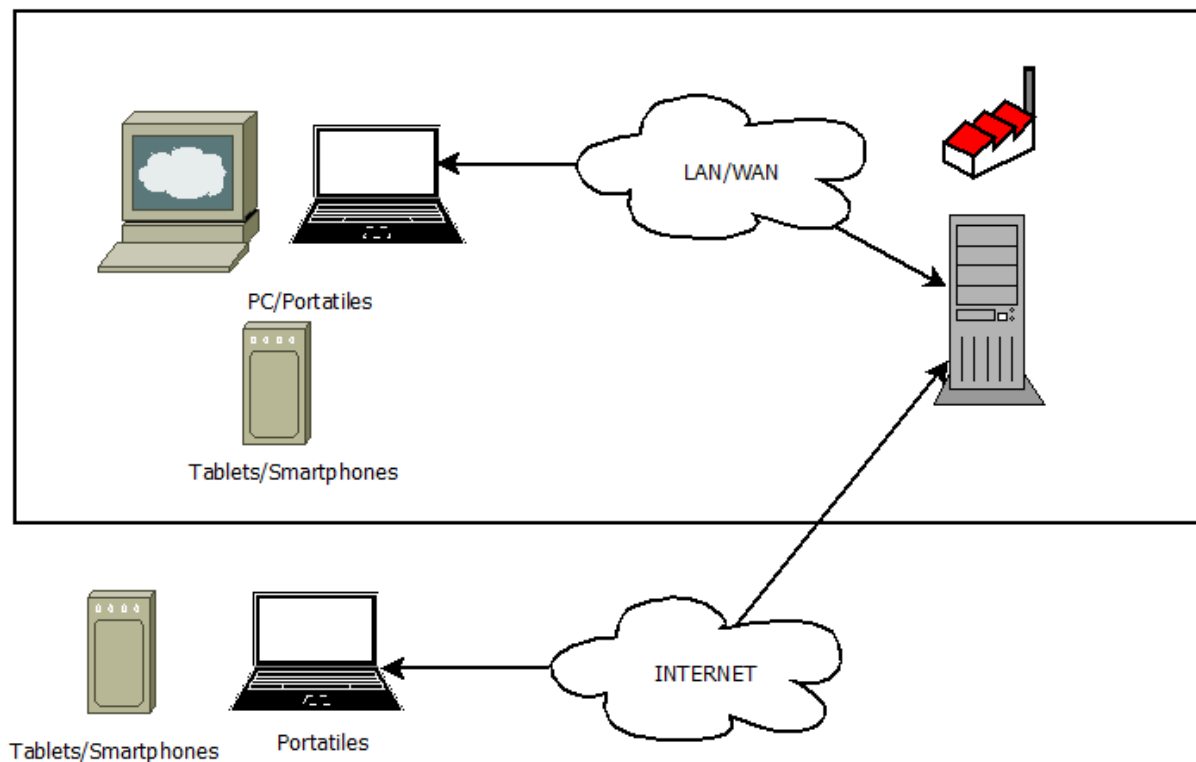 LAN/WAN
PC/Portatiles
Tablets/Smartphones
INTERNET
Portatiles
Tablets/Smartphones